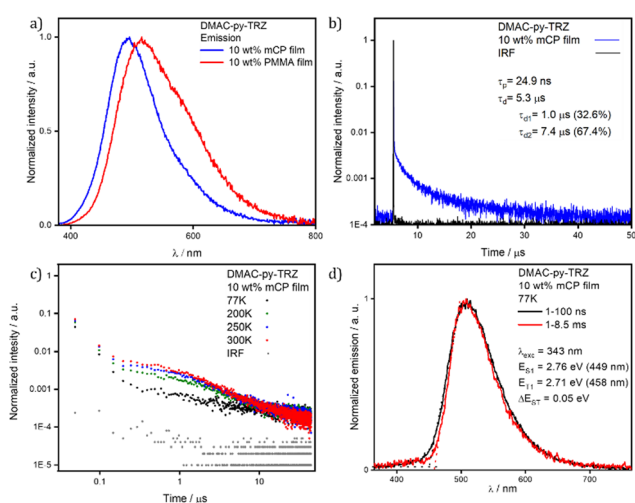 a)
Normalized intensity / a.u.
1.0
0.5
0.0
DMAC-py-TRZ
Emission
10 wt% mCP film
10 wt% PMMA film
400
600
800
λ / nm
b)
Normalized intensity / a.u.
1
0.1
0.01
0.001
1E-4
DMAC-py-TRZ
10 wt% mCP film
IRF
τp= 24.9 ns
τd= 5.3 μs
τd1= 1.0 μs (32.6%)
τd2= 7.4 μs (67.4%)
10
20
30
40
50
Time / μs
c)
Normalized intesity / a.u.
1
0.1
0.01
0.001
1E-4
1E-5
DMAC-py-TRZ
10 wt% mCP film
77K
200K
250K
300K
IRF
0.1
1
10
Time / μs
d)
Normalized emission / a.u.
1
DMAC-py-TRZ
10 wt% mCP film
77K
1-100 ns
1-8.5 ms
λexc = 343 nm
ES1 = 2.76 eV (449 nm)
ET1 = 2.71 eV (458 nm)
ΔEST = 0.05 eV
400
500
600
700
λ / nm